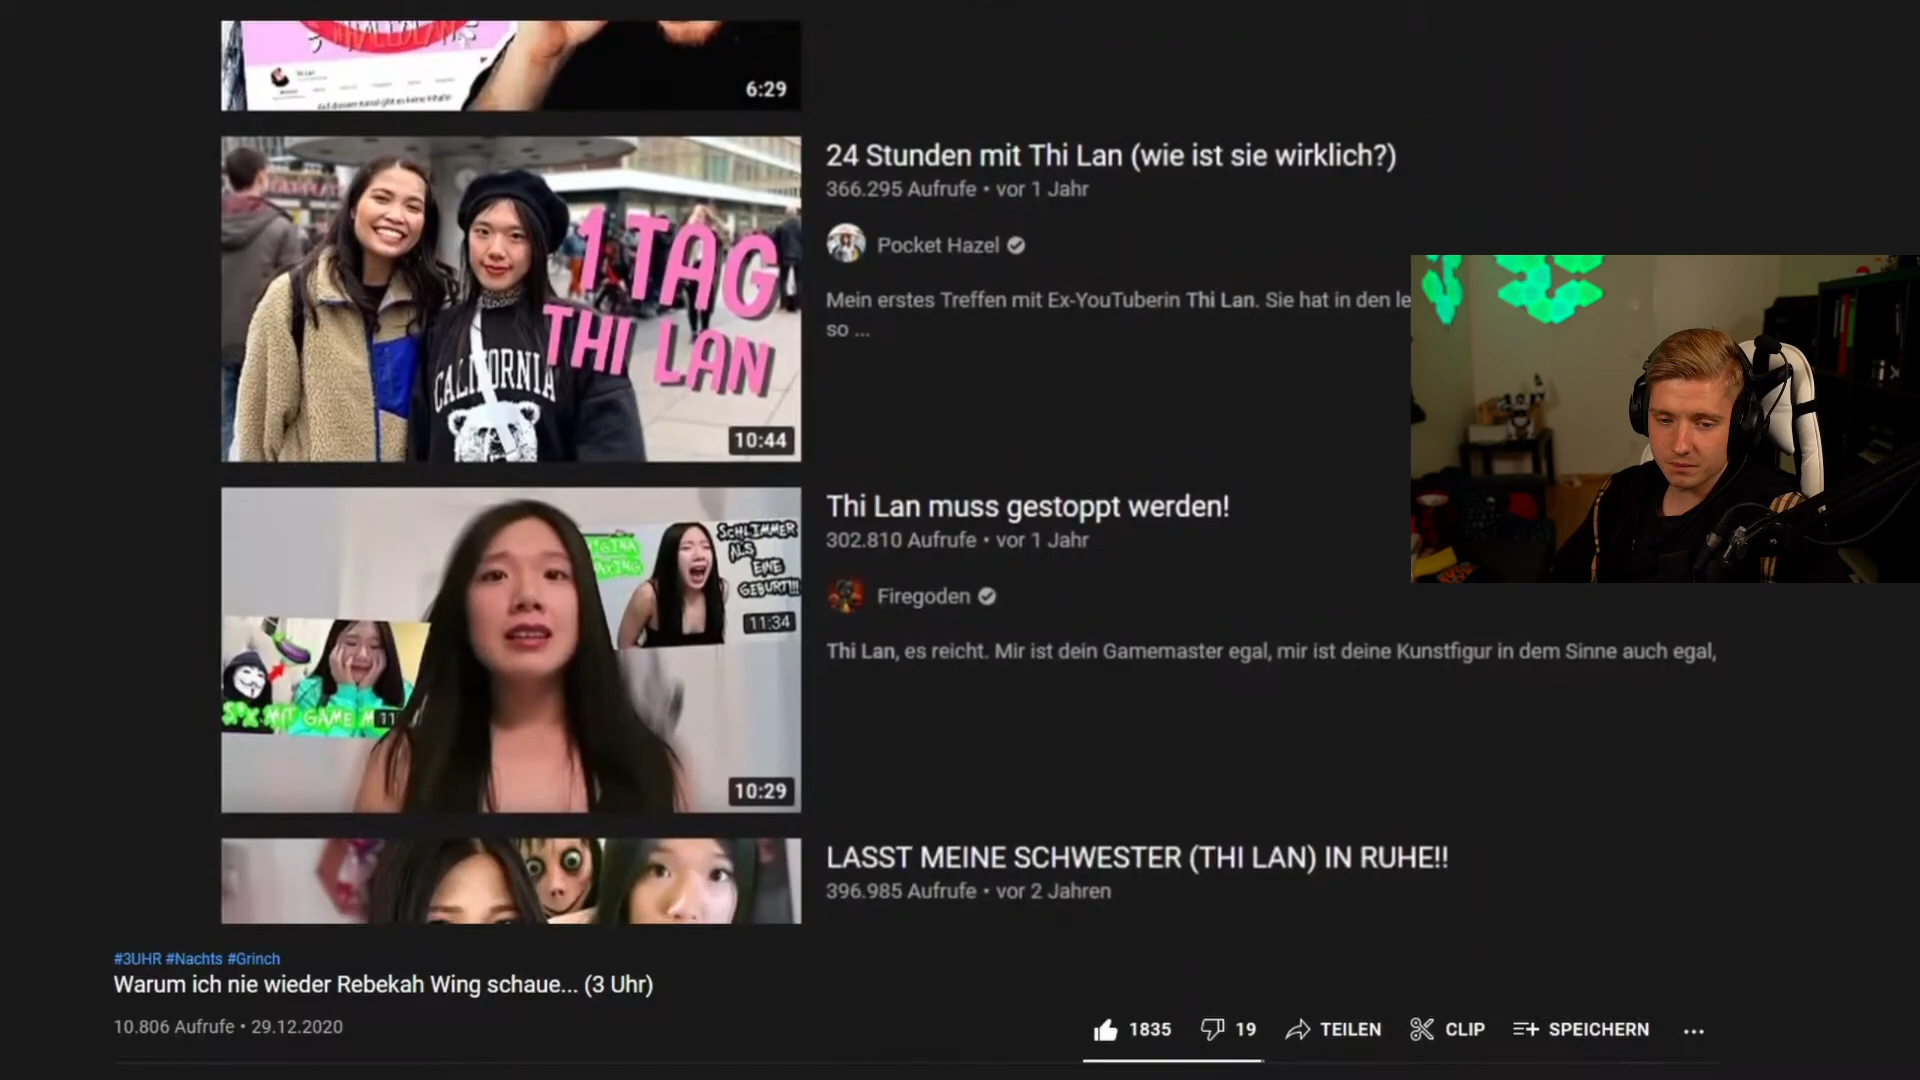 6:29
1 TAG
THI LAN
CALIFORNIA
10:44
24 Stunden mit Thi Lan (wie ist sie wirklich?)
366.295 Aufrufe • vor 1 Jahr
Pocket Hazel
Mein erstes Treffen mit Ex-YouTuberin Thi Lan. Sie hat in den le
so ...
SCHLIMMER
ALS
EINE
GEBURT!!!
11:34
S*X MIT GAME M
11
10:29
Thi Lan muss gestoppt werden!
302.810 Aufrufe • vor 1 Jahr
Firegoden
Thi Lan, es reicht. Mir ist dein Gamemaster egal, mir ist deine Kunstfigur in dem Sinne auch egal,
LASST MEINE SCHWESTER (THI LAN) IN RUHE!!
396.985 Aufrufe • vor 2 Jahren
#3UHR #Nachts #Grinch
Warum ich nie wieder Rebekah Wing schaue... (3 Uhr)
10.806 Aufrufe • 29.12.2020
1835
19
TEILEN
CLIP
SPEICHERN
...